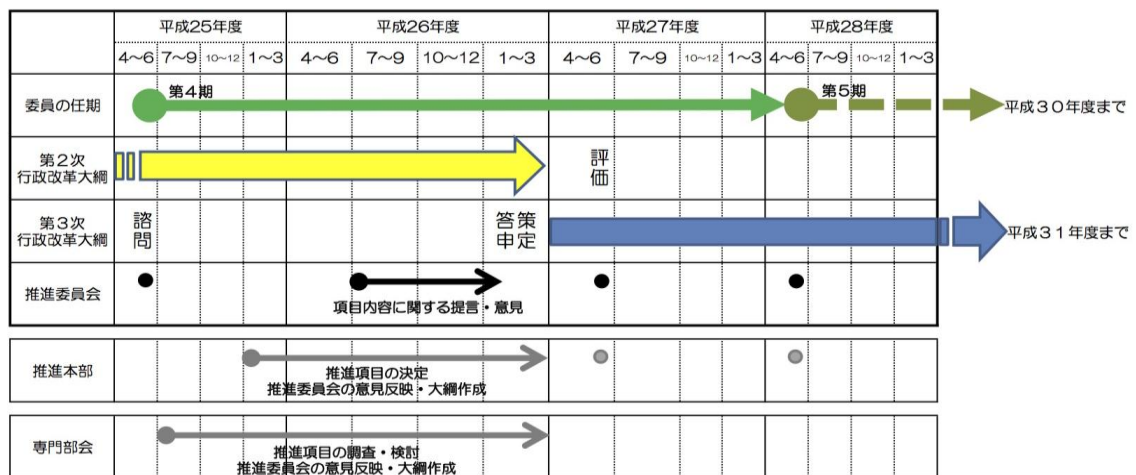 平成25年度 平成26年度 平成27年度 平成28年度
4～6 7～9 10～12 1～3 4～6 7～9 10～12 1～3 4～6 7～9 10～12 1～3 4～6 7～9 10～12 1～3
委員の任期 第4期 第5期 平成30年度まで
第2次
行政改革大綱
評価
第3次
行政改革大綱
諮問
答申
策定
平成31年度まで
推進委員会
項目内容に関する提言・意見
推進本部
推進項目の決定
推進委員会の意見反映・大綱作成
専門部会
推進項目の調査・検討
推進委員会の意見反映・大綱作成